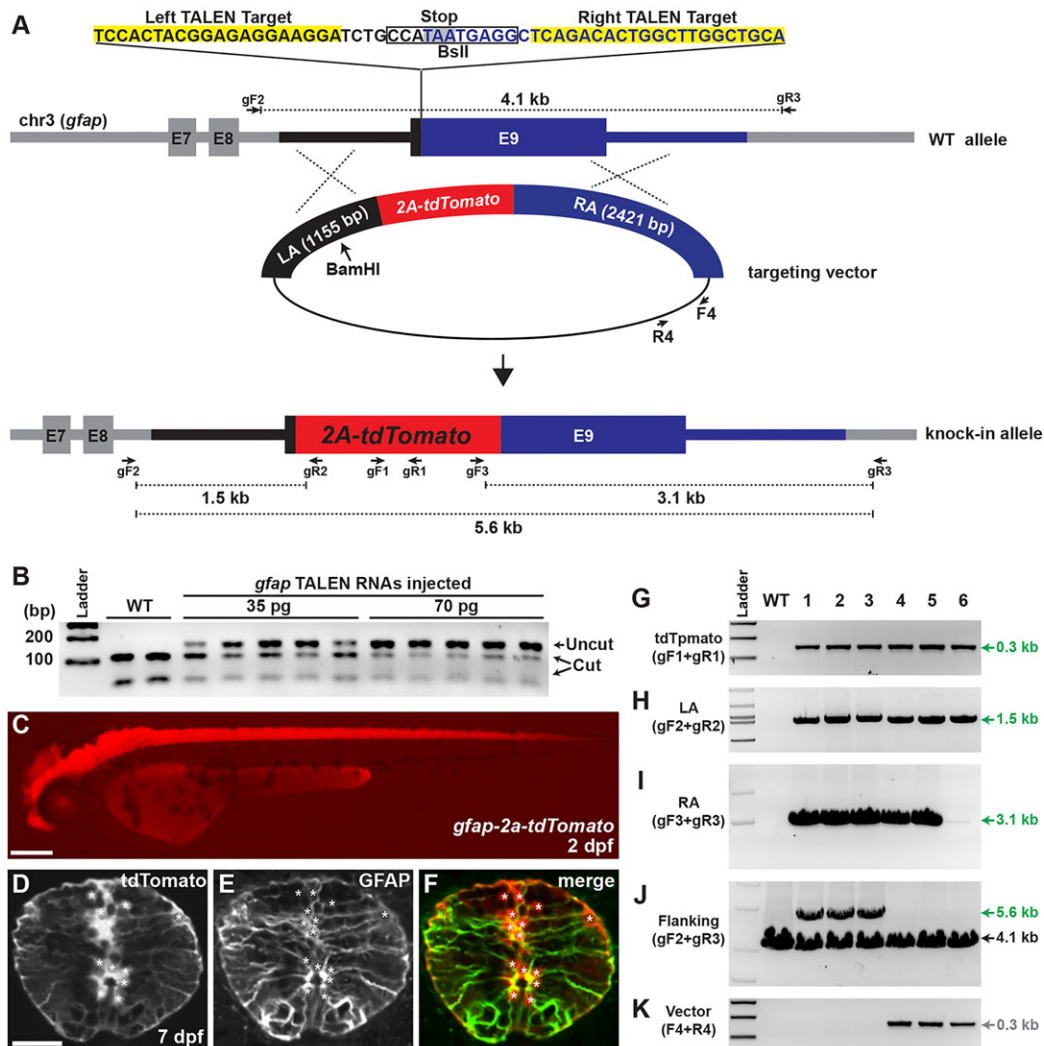 A
Left TALEN Target
Stop
Right TALEN Target
TCCACTACGGAGAGGAAGGATCTGCCATAATGAGGCTCAGACACTGGCTTGGCTGCA
BslI
gF2
4.1 kb
gR3
chr3 (gfap)
E7
E8
E9
WT allele
LA (1155 bp)
2A-tdTomato
RA (2421 bp)
BamHI
targeting vector
F4
R4
E7
E8
2A-tdTomato
E9
knock-in allele
gF2
gR2
gF1
gR1
gF3
gR3
1.5 kb
3.1 kb
5.6 kb
B
gfap TALEN RNAs injected
Ladder
(bp)
WT
35 pg
70 pg
200
100
Uncut
Cut
C
gfap-2a-tdTomato
2 dpf
D
tdTomato
7 dpf
E
GFAP
F
merge
G
Ladder
WT 1 2 3 4 5 6
tdTpmato
(gF1+gR1)
0.3 kb
H
LA
(gF2+gR2)
1.5 kb
I
RA
(gF3+gR3)
3.1 kb
J
Flanking
(gF2+gR3)
5.6 kb
4.1 kb
K
Vector
(F4+R4)
0.3 kb